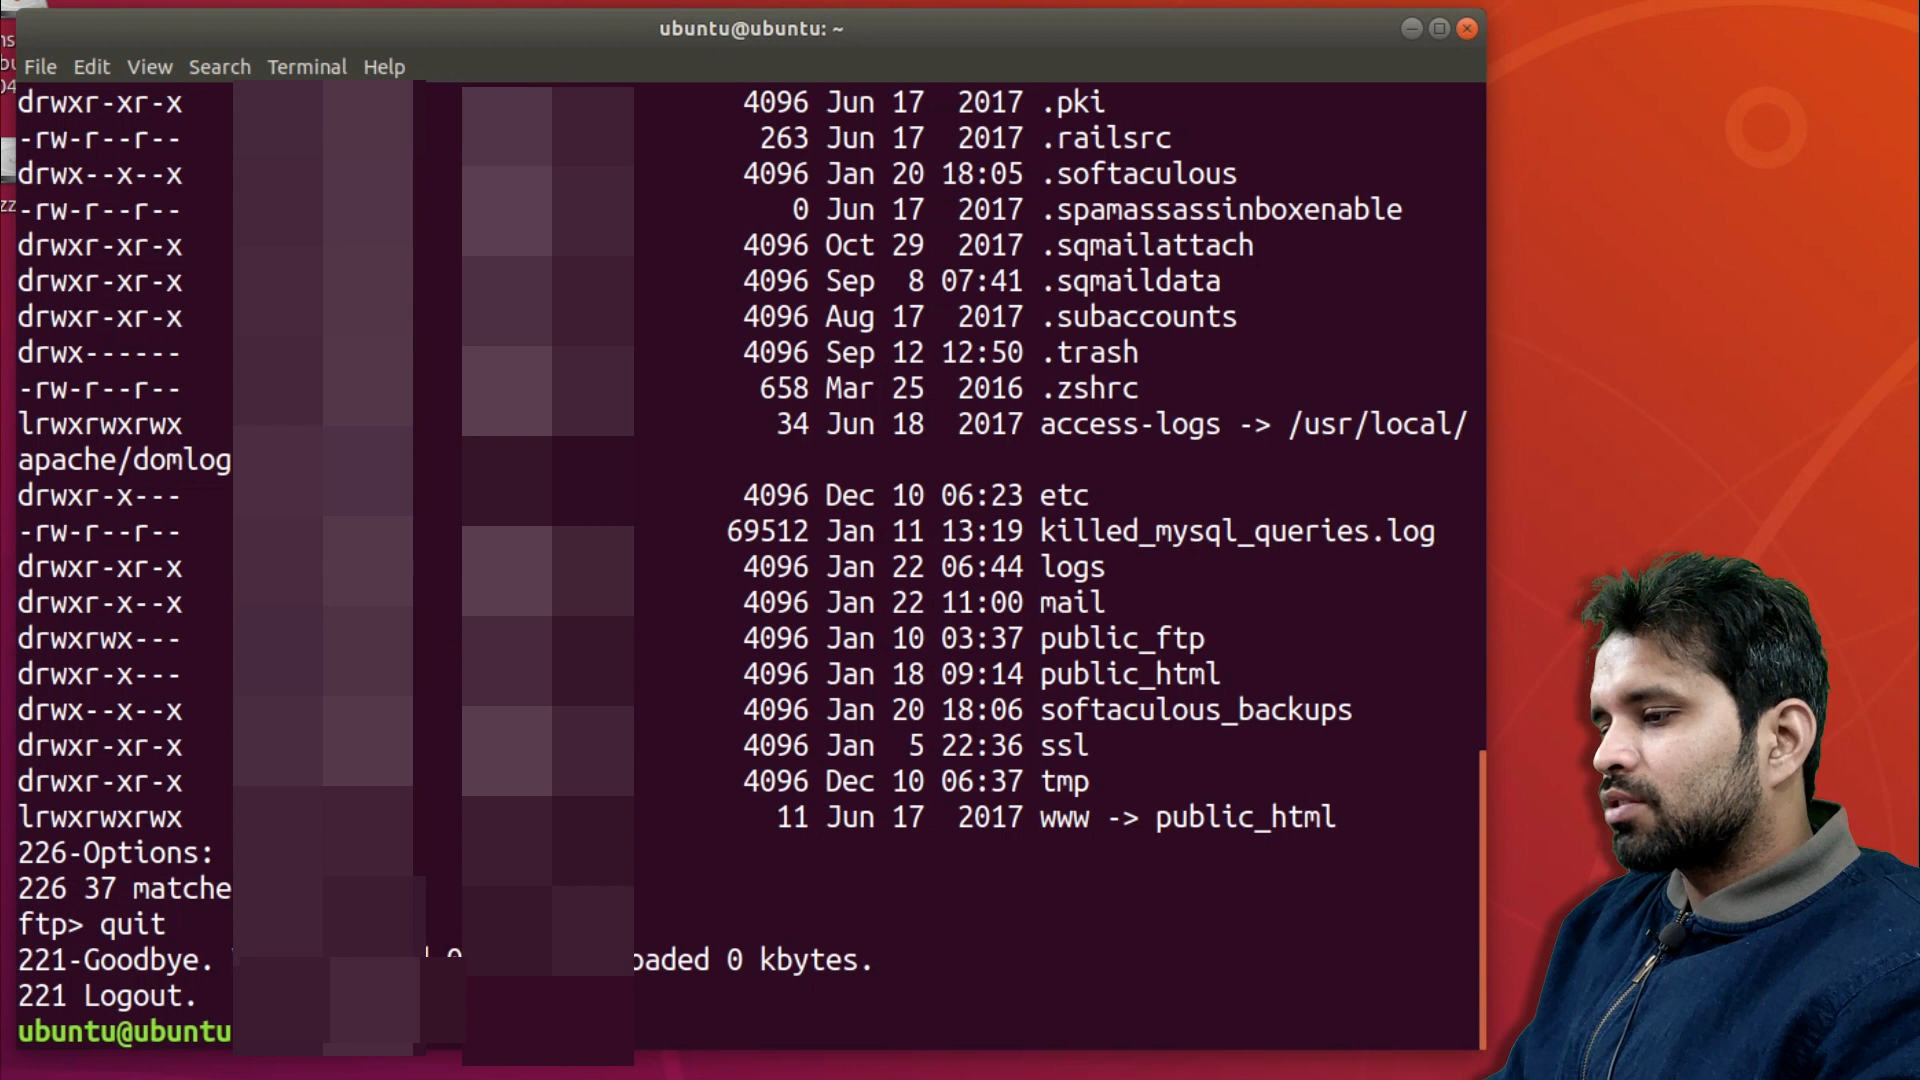 ubuntu@ubuntu: ~
File Edit View Search Terminal Help
drwxr-xr-x 4096 Jun 17 2017 .pki
-rw-r--r-- 263 Jun 17 2017 .railsrc
drwx--x--x 4096 Jan 20 18:05 .softaculous
-rw-r--r-- 0 Jun 17 2017 .spamassassinboxenable
drwxr-xr-x 4096 Oct 29 2017 .sqmailattach
drwxr-xr-x 4096 Sep 8 07:41 .sqmaildata
drwxr-xr-x 4096 Aug 17 2017 .subaccounts
drwx------ 4096 Sep 12 12:50 .trash
-rw-r--r-- 658 Mar 25 2016 .zshrc
lrwxrwxrwx 34 Jun 18 2017 access-logs -> /usr/local/
apache/domlog
drwxr-x--- 4096 Dec 10 06:23 etc
-rw-r--r-- 69512 Jan 11 13:19 killed_mysql_queries.log
drwxr-xr-x 4096 Jan 22 06:44 logs
drwxr-x--x 4096 Jan 22 11:00 mail
drwxrwx--- 4096 Jan 10 03:37 public_ftp
drwxr-x--- 4096 Jan 18 09:14 public_html
drwx--x--x 4096 Jan 20 18:06 softaculous_backups
drwxr-xr-x 4096 Jan 5 22:36 ssl
drwxr-xr-x 4096 Dec 10 06:37 tmp
lrwxrwxrwx 11 Jun 17 2017 www -> public_html
226-Options:
226 37 matche
ftp> quit
221-Goodbye. oaded 0 kbytes.
221 Logout.
ubuntu@ubuntu